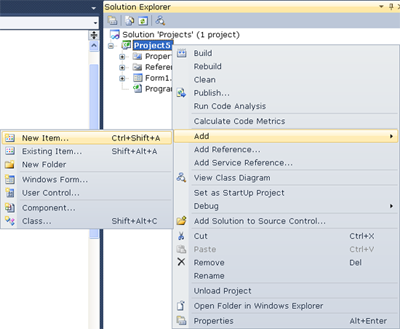 Solution Explorer
Solution 'Projects' (1 project)
Project5
Proper
Referer
Form1.
Program
Build
Rebuild
Clean
Publish...
Run Code Analysis
Calculate Code Metrics
Add
Add Reference...
Add Service Reference...
View Class Diagram
Set as StartUp Project
Debug
Add Solution to Source Control...
Cut Ctrl+X
Paste Ctrl+V
Remove Del
Rename
Unload Project
Open Folder in Windows Explorer
Properties Alt+Enter
New Item... Ctrl+Shift+A
Existing Item... Shift+Alt+A
New Folder
Windows Form...
User Control...
Component...
Class... Shift+Alt+C